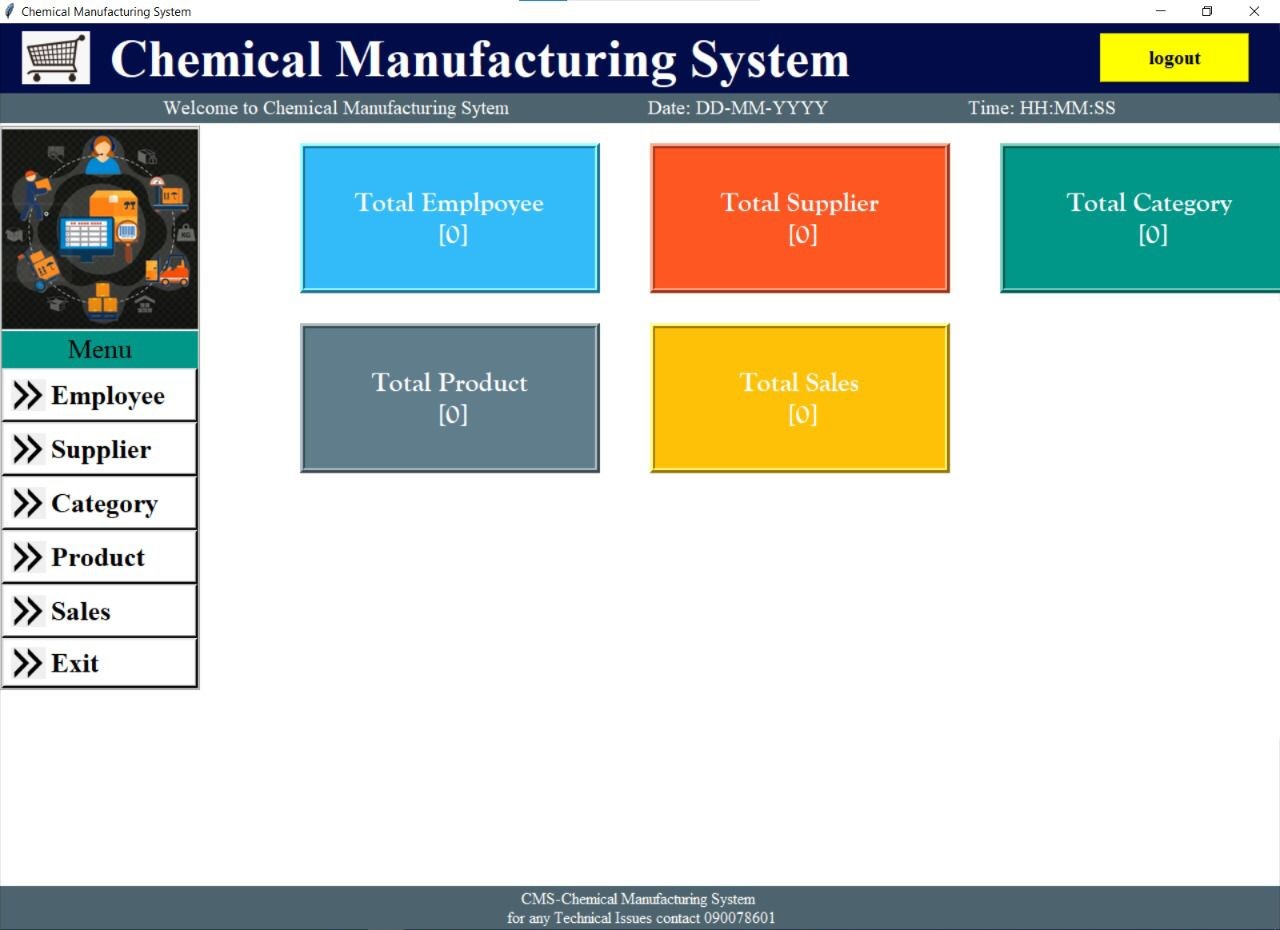 Chemical Manufacturing System
Chemical Manufacturing System
logout
Welcome to Chemical Manufacturing Sytem Date: DD-MM-YYYY Time: HH:MM:SS
KG
Menu
Employee
Supplier
Category
Product
Sales
Exit
Total Emplpoyee
[0]
Total Supplier
[0]
Total Category
[0]
Total Product
[0]
Total Sales
[0]
CMS-Chemical Manufacturing System
for any Technical Issues contact 090078601